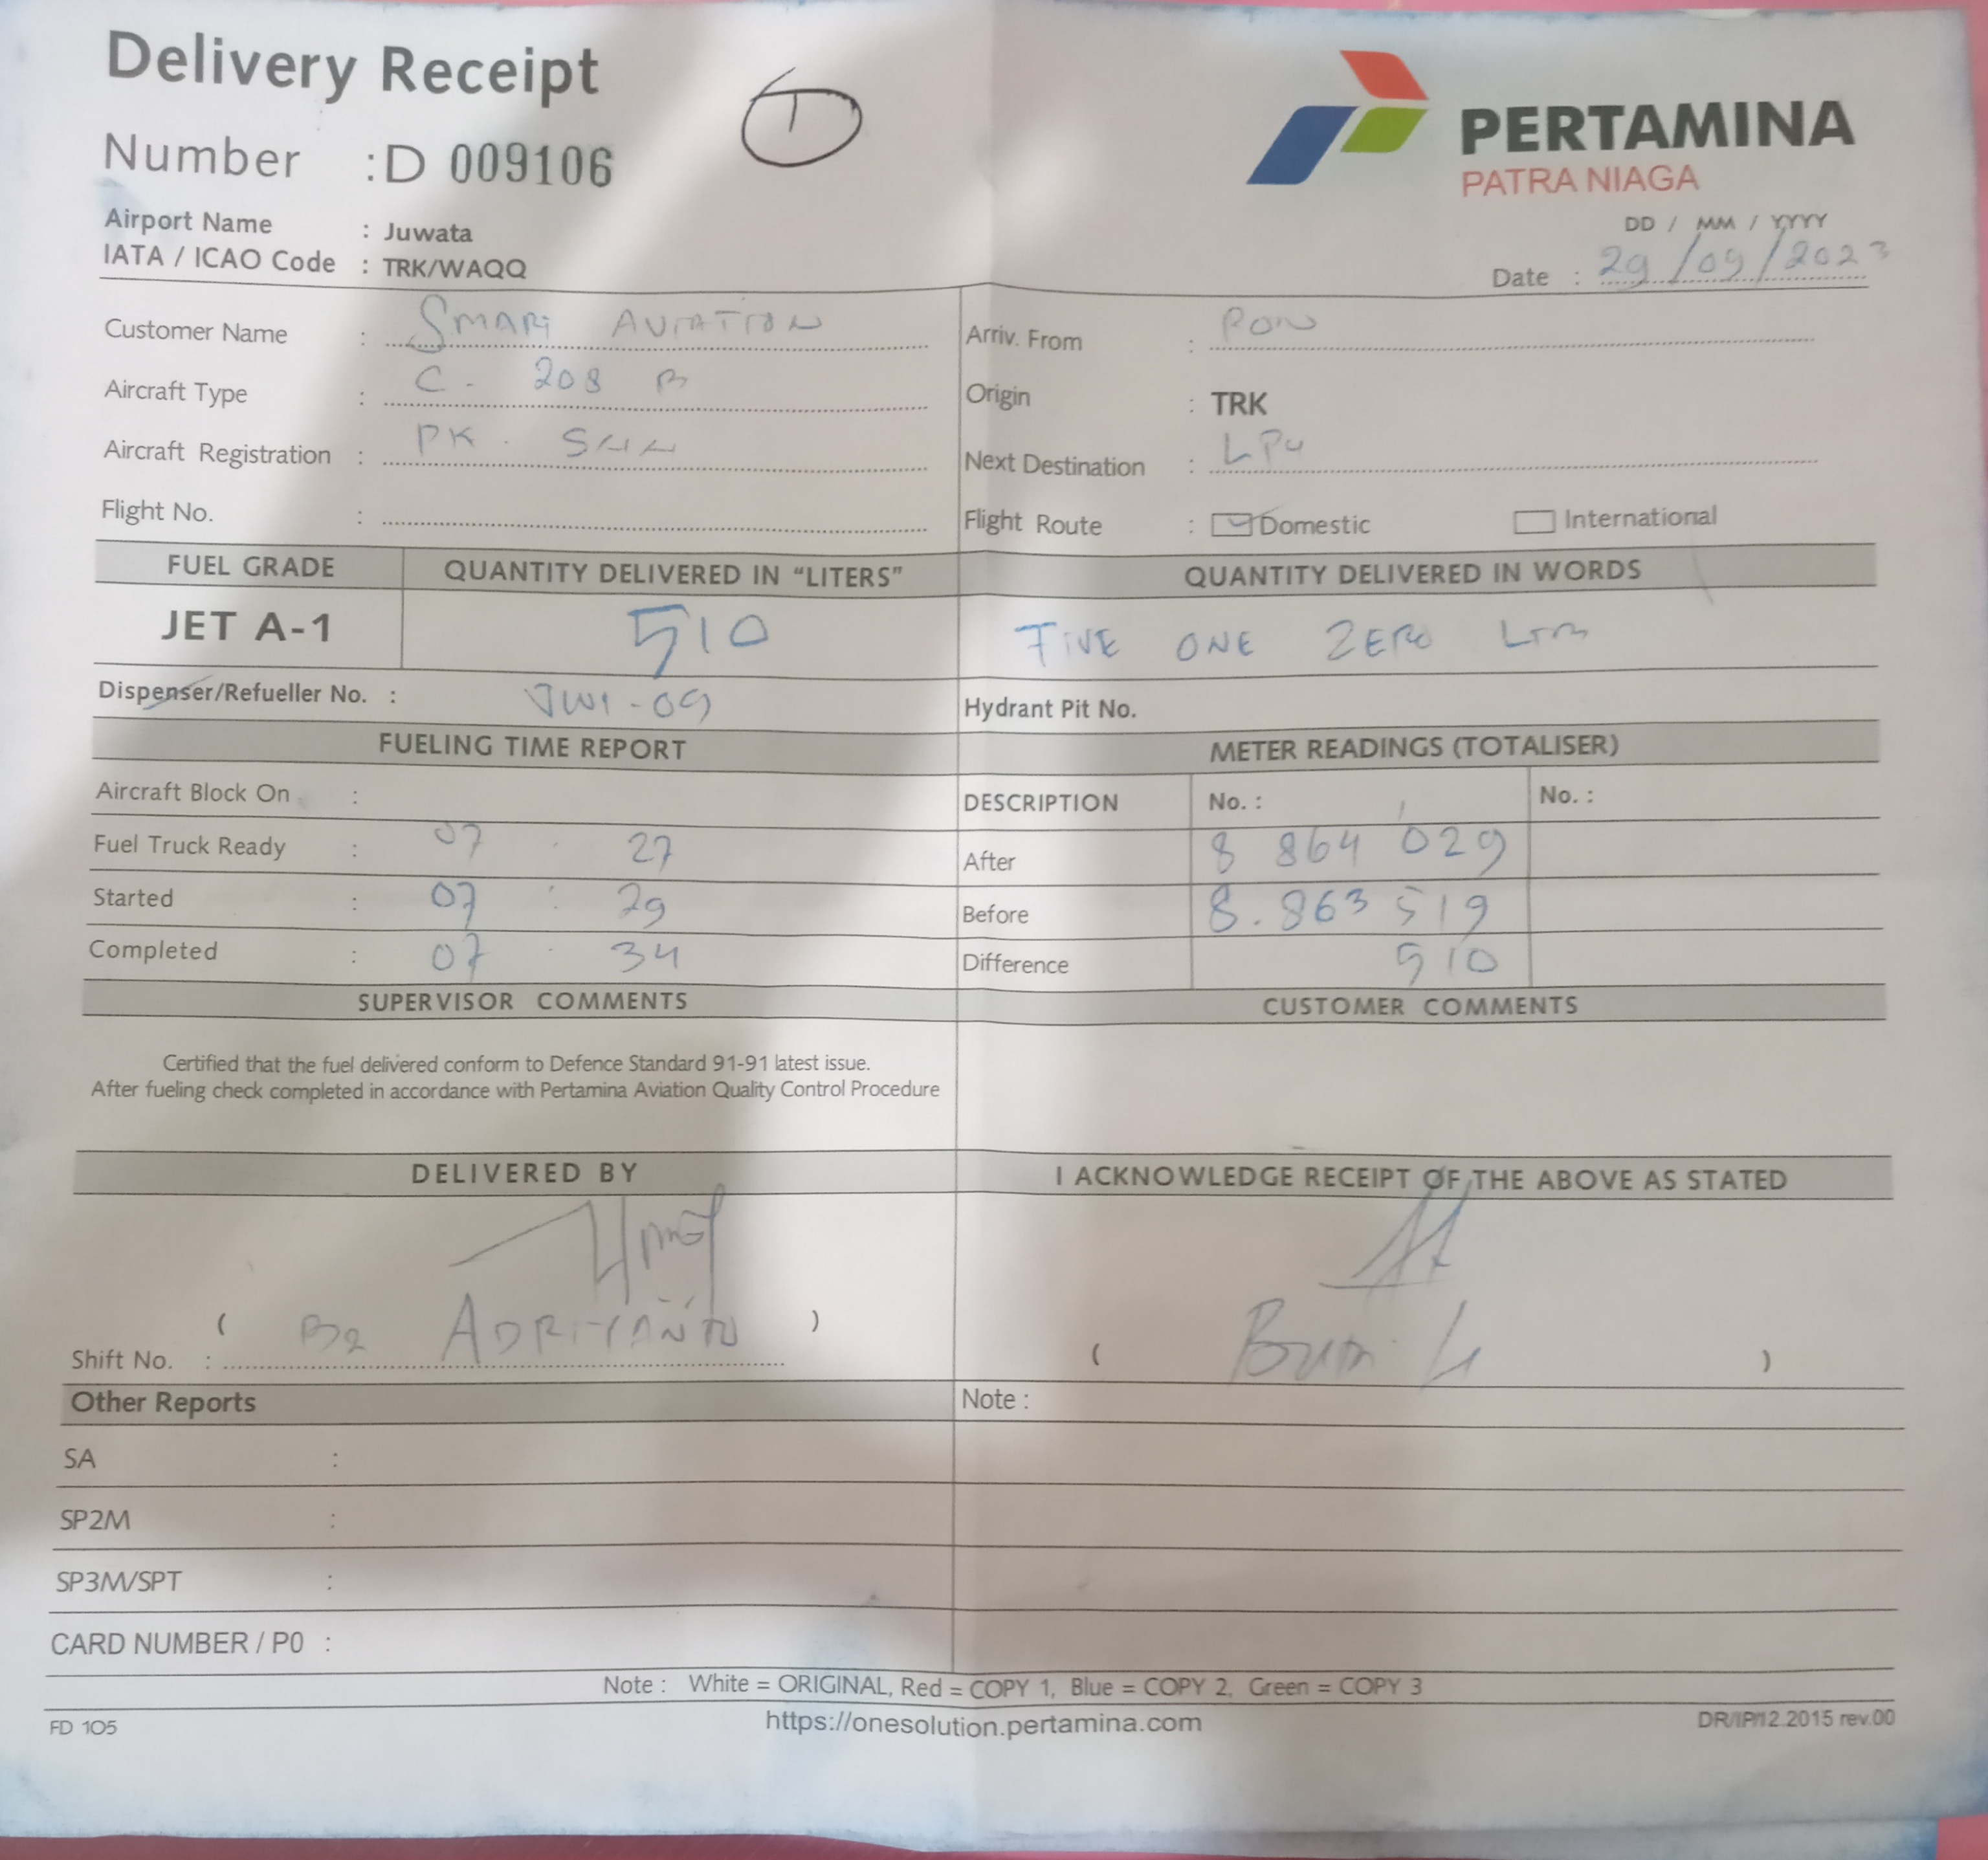 Delivery Receipt
Number : D 009106
PERTAMINA
PATRA NIAGA
Airport Name : Juwata
IATA / ICAO Code : TRK/WAQQ
DD / MM / YYYY
Date : 29/09/2023
Customer Name : SMART AVIATION
Arriv. From :
Aircraft Type : C - 208 B
Origin : TRK
Aircraft Registration : PK -
Next Destination : LPU
Flight No. :
Flight Route : Domestic International
FUEL GRADE QUANTITY DELIVERED IN "LITERS" QUANTITY DELIVERED IN WORDS
JET A-1 510 FIVE ONE ZERO LTR
Dispenser/Refueller No. : JWI-09 Hydrant Pit No.
FUELING TIME REPORT METER READINGS (TOTALISER)
Aircraft Block On : DESCRIPTION No. : No. :
Fuel Truck Ready : 07 . 27 After 8 864 029
Started : 07 : 29 Before 8.863 519
Completed : 07 . 34 Difference 510
SUPERVISOR COMMENTS CUSTOMER COMMENTS
Certified that the fuel delivered conform to Defence Standard 91-91 latest issue.
After fueling check completed in accordance with Pertamina Aviation Quality Control Procedure
DELIVERED BY I ACKNOWLEDGE RECEIPT OF THE ABOVE AS STATED
( ADRIYANTO )
Shift No. :
( )
Other Reports Note :
SA :
SP2M :
SP3M/SPT :
CARD NUMBER / P0 :
Note : White = ORIGINAL, Red = COPY 1, Blue = COPY 2, Green = COPY 3
FD 105 https://onesolution.pertamina.com DR/IP/12.2015 rev.00